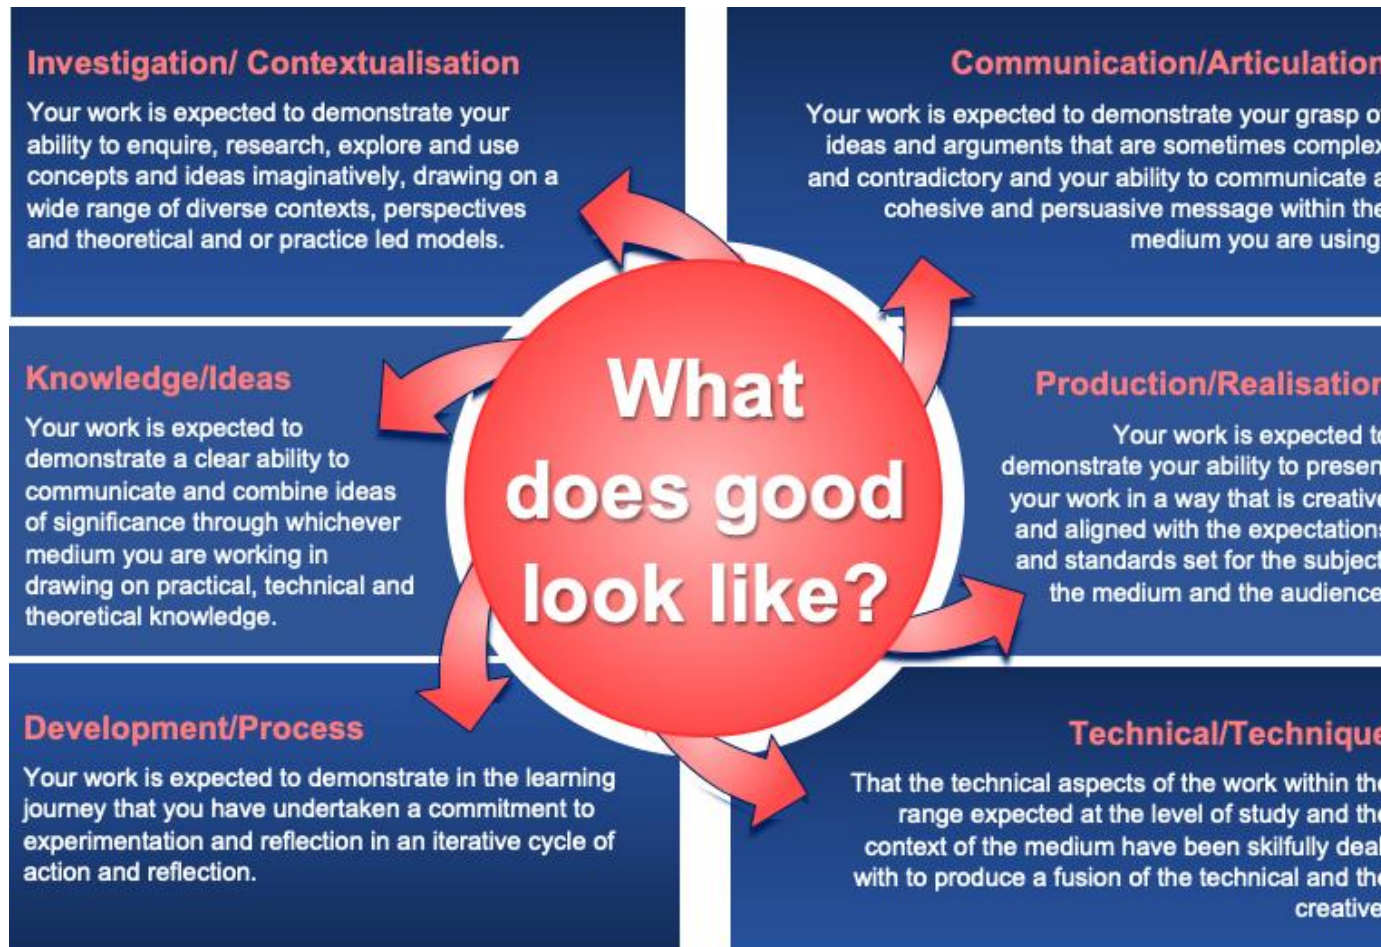 Investigation/ Contextualisation
Your work is expected to demonstrate your
ability to enquire, research, explore and use
concepts and ideas imaginatively, drawing on a
wide range of diverse contexts, perspectives
and theoretical and or practice led models.
Knowledge/Ideas
Your work is expected to
demonstrate a clear ability to
communicate and combine ideas
of significance through whichever
medium you are working in
drawing on practical, technical and
theoretical knowledge.
Development/Process
Your work is expected to demonstrate in the learning
journey that you have undertaken a commitment to
experimentation and reflection in an iterative cycle of
action and reflection.
What
does good
look like?
Communication/Articulation
Your work is expected to demonstrate your grasp of
ideas and arguments that are sometimes complex
and contradictory and your ability to communicate a
cohesive and persuasive message within the
medium you are using
Production/Realisation
Your work is expected to
demonstrate your ability to presen
your work in a way that is creative
and aligned with the expectations
and standards set for the subject
the medium and the audience
Technical/Technique
That the technical aspects of the work within the
range expected at the level of study and the
context of the medium have been skilfully deal
with to produce a fusion of the technical and the
creative